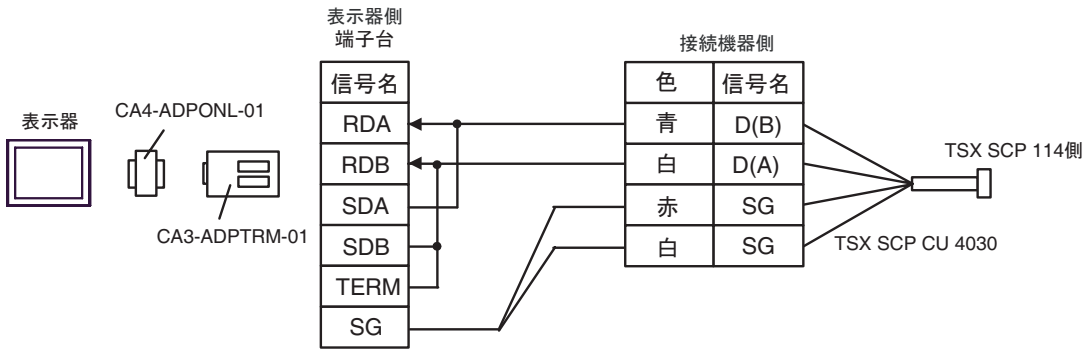 表示器側
端子台
接続機器側
信号名
色
信号名
CA4-ADPONL-01
表示器
RDA
青
D(B)
RDB
白
D(A)
TSX SCP 114側
SDA
赤
SG
CA3-ADPTRM-01
SDB
白
SG
TSX SCP CU 4030
TERM
SG